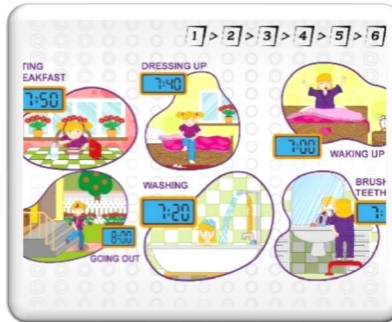 1 > 2 > 3 > 4 > 5 > 6
TING
EAKFAST
7:50
DRESSING UP
7:40
7:00
WAKING UP
8:00
GOING OUT
WASHING
7:20
BRUSH
TEETH
7: